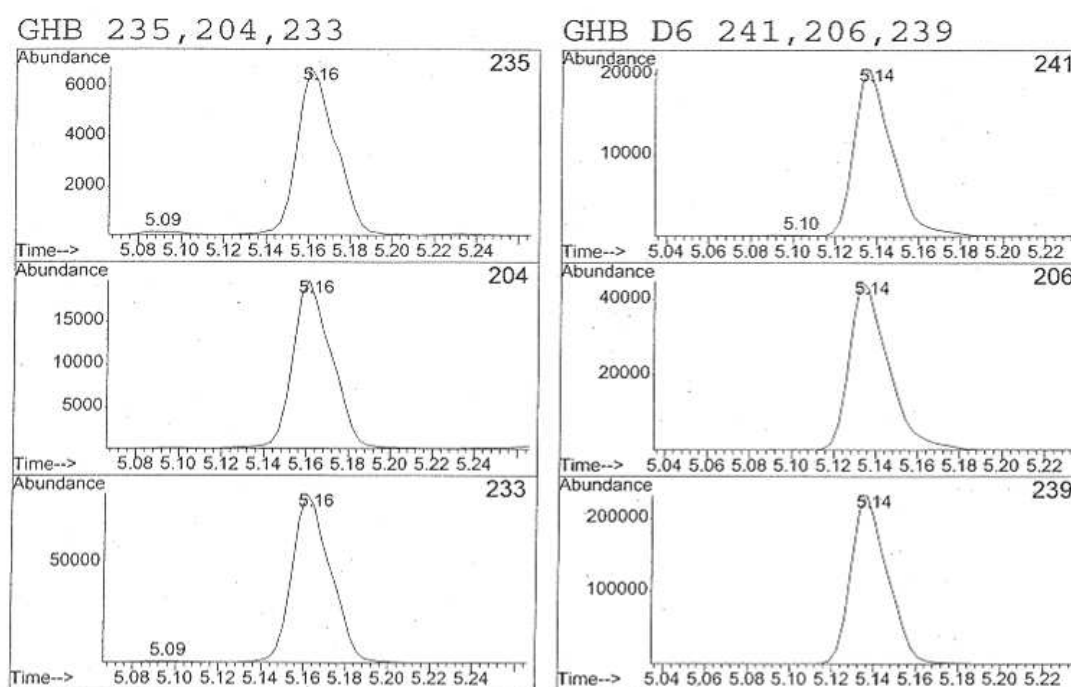 GHB 235,204,233
Abundance
235
5.16
6000
4000
2000
5.09
Time--> 5.08 5.10 5.12 5.14 5.16 5.18 5.20 5.22 5.24
Abundance
204
5.16
15000
10000
5000
Time--> 5.08 5.10 5.12 5.14 5.16 5.18 5.20 5.22 5.24
Abundance
233
5.16
50000
5.09
Time--> 5.08 5.10 5.12 5.14 5.16 5.18 5.20 5.22 5.24
GHB D6 241,206,239
Abundance
241
20000
5.14
10000
5.10
Time--> 5.04 5.06 5.08 5.10 5.12 5.14 5.16 5.18 5.20 5.22
Abundance
206
40000
5.14
20000
Time--> 5.04 5.06 5.08 5.10 5.12 5.14 5.16 5.18 5.20 5.22
Abundance
239
5.14
200000
100000
Time--> 5.04 5.06 5.08 5.10 5.12 5.14 5.16 5.18 5.20 5.22